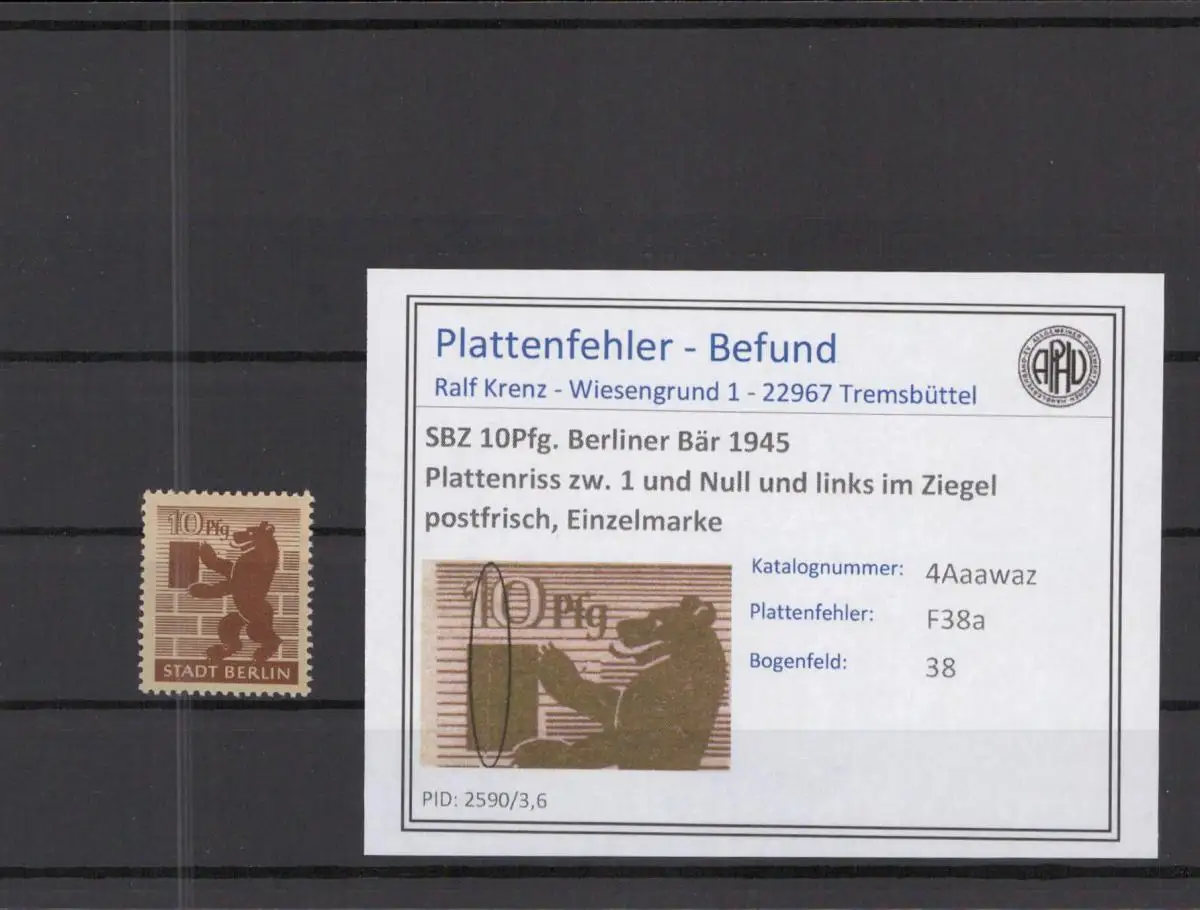 10 Pfg
STADT BERLIN
Plattenfehler - Befund
Ralf Krenz - Wiesengrund 1 - 22967 Tremsbüttel
APHV
SBZ 10Pfg. Berliner Bär 1945
Plattenriss zw. 1 und Null und links im Ziegel
postfrisch, Einzelmarke
10 Pfg
Katalognummer: 4Aaawaz
Plattenfehler: F38a
Bogenfeld: 38
PID: 2590/3,6